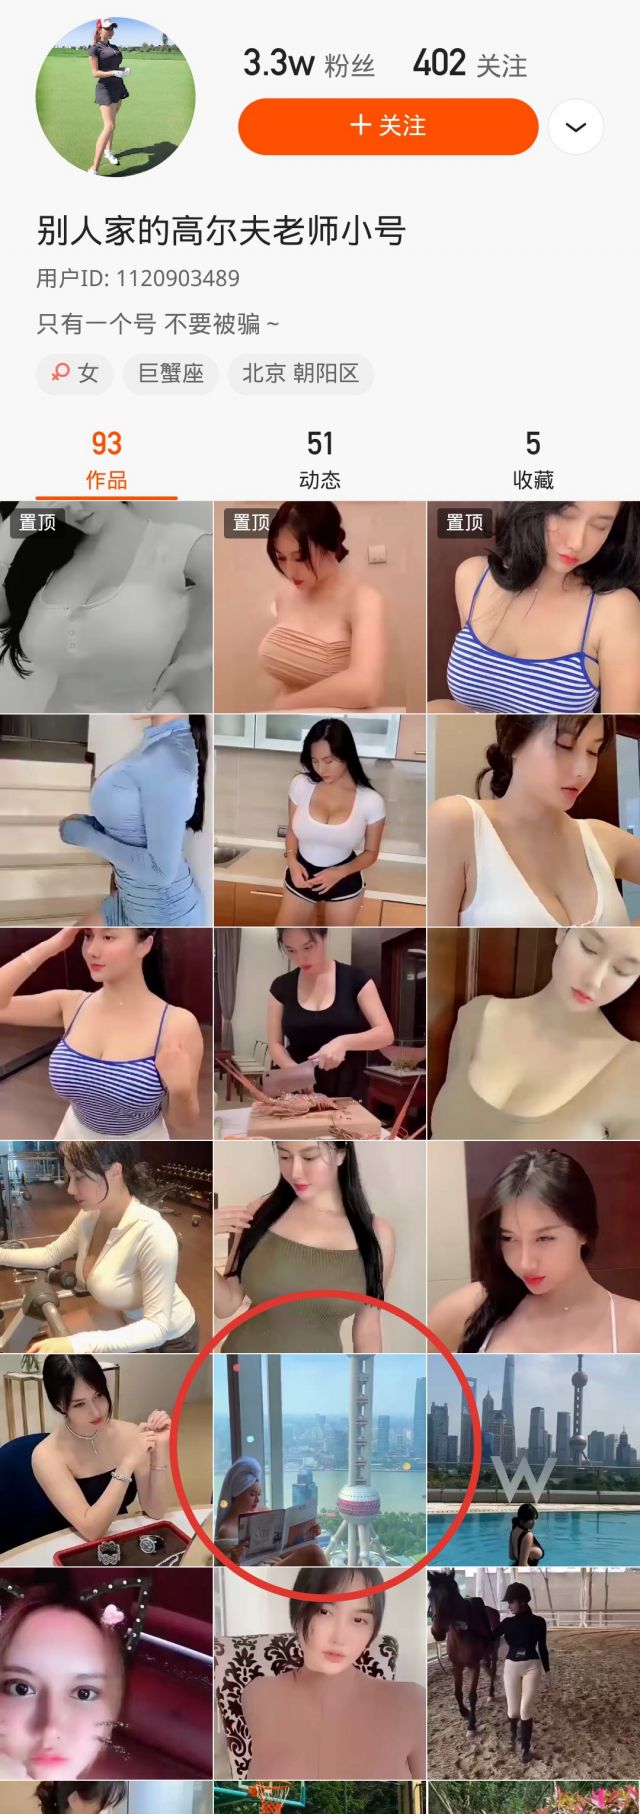 3.3w 粉丝 402 关注
+ 关注
别人家的高尔夫老师小号
用户ID: 1120903489
只有一个号 不要被骗 ~
女 巨蟹座 北京 朝阳区
93 51 5
作品 动态 收藏
置顶 置顶 置顶
W